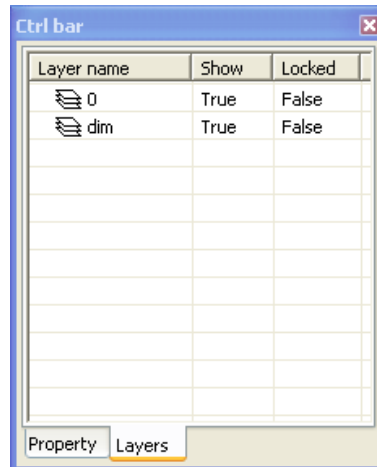 Ctrl bar
Layer name Show Locked
0 True False
dim True False
Property Layers